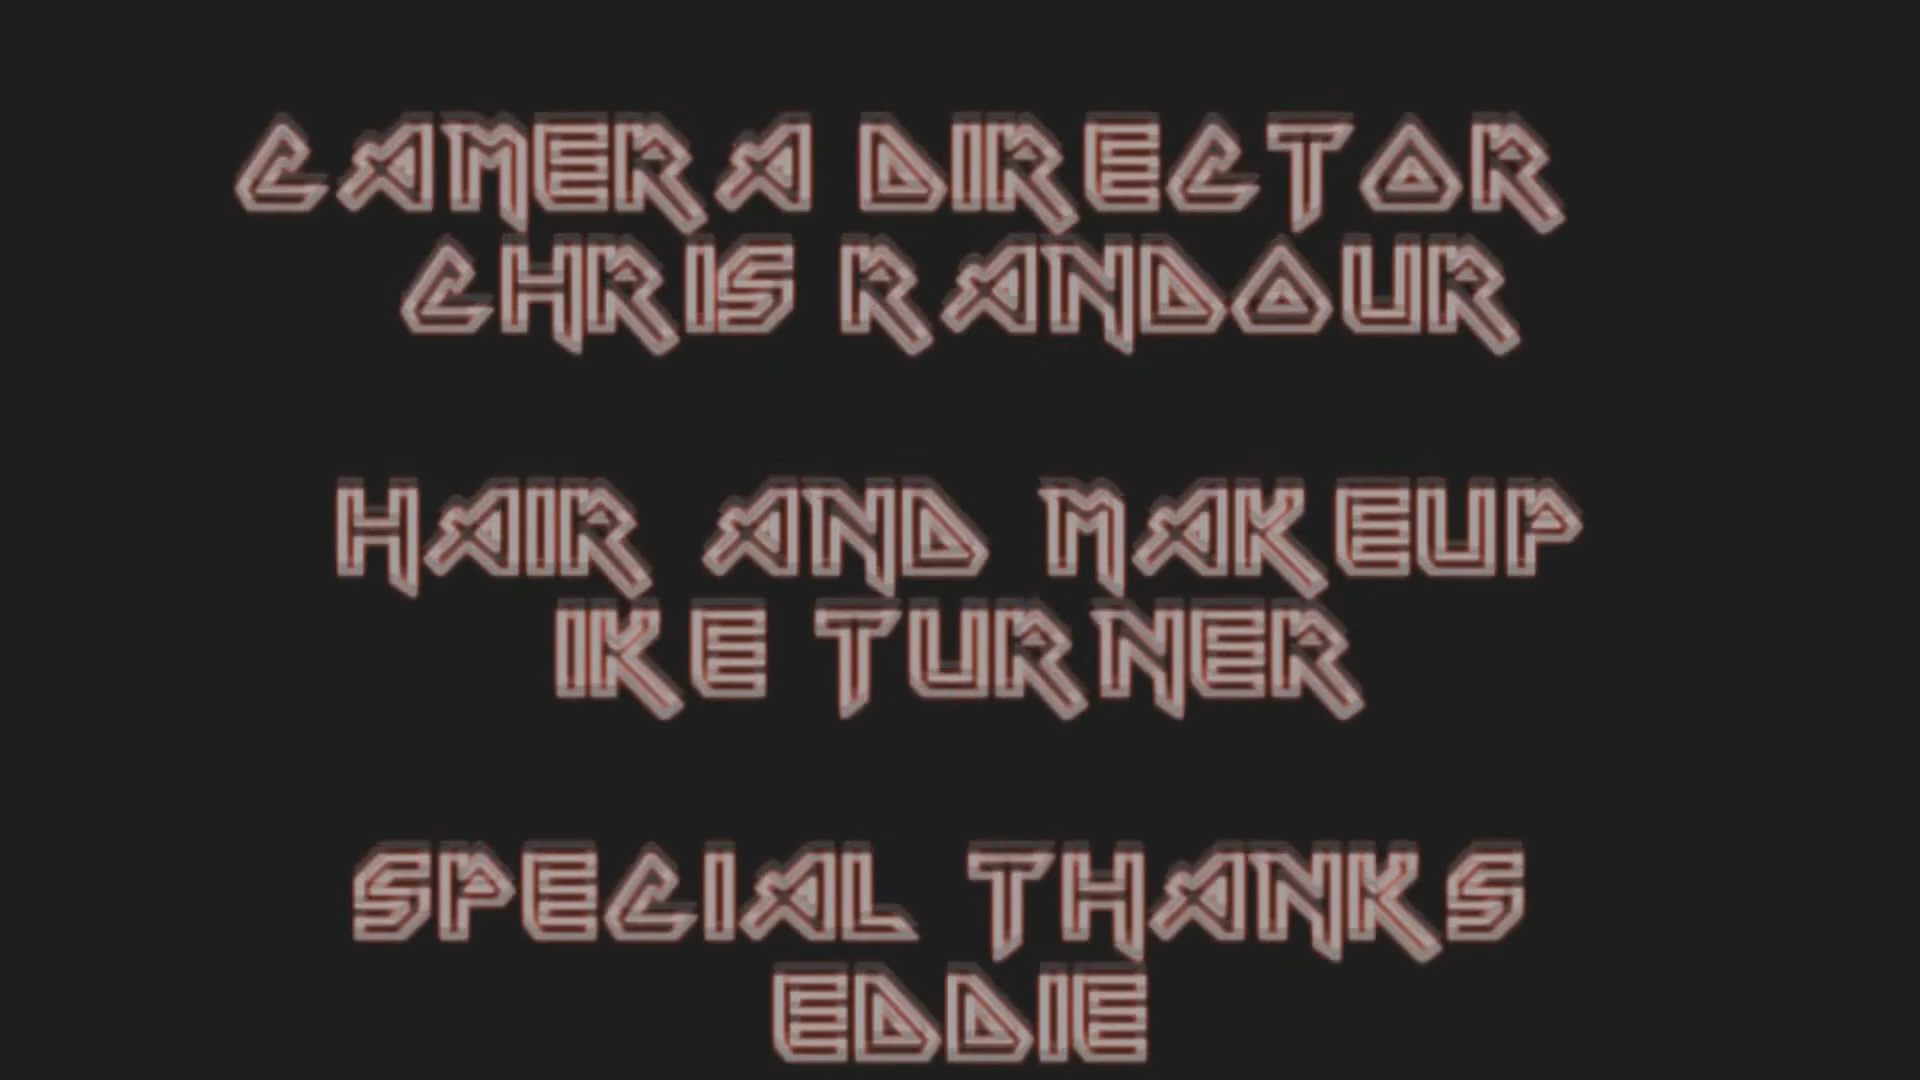 CAMERA DIRECTOR
CHRIS RANDOUR
HAIR AND MAKEUP
IKE TURNER
SPECIAL THANKS
EDDIE